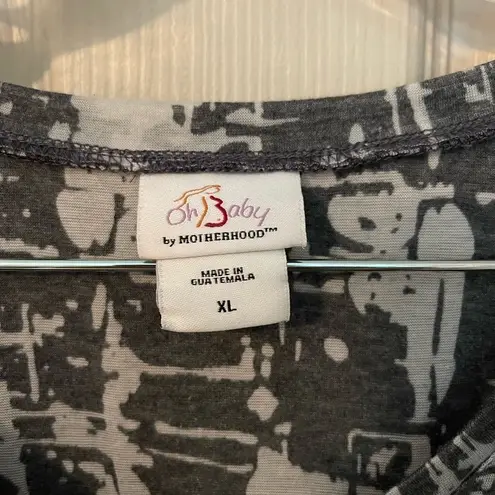 Oh Baby
by MOTHERHOOD™
MADE IN
GUATEMALA
XL